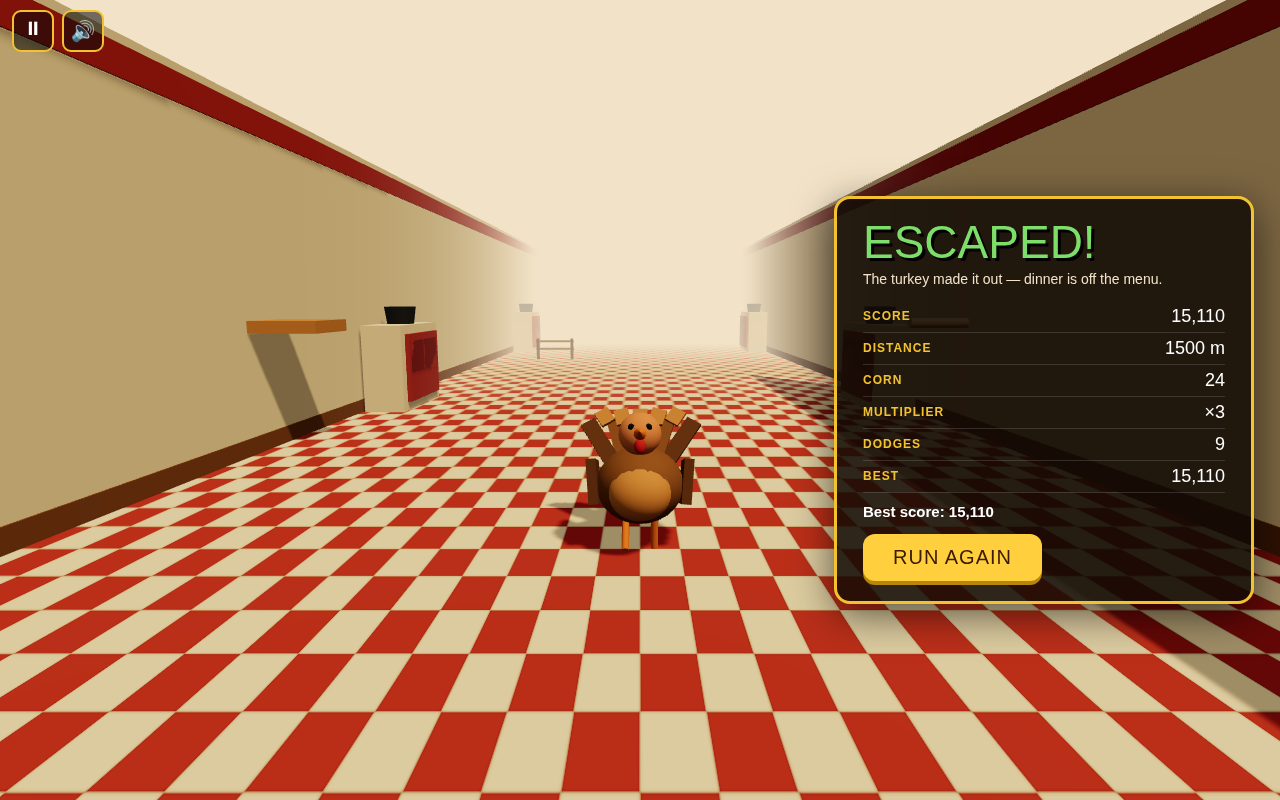 ESCAPED!
The turkey made it out — dinner is off the menu.
SCORE 15,110
DISTANCE 1500 m
CORN 24
MULTIPLIER ×3
DODGES 9
BEST 15,110
Best score: 15,110
RUN AGAIN